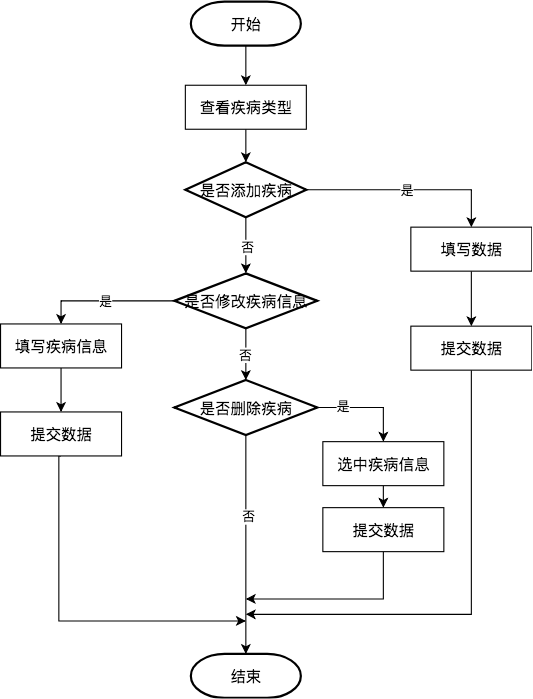 开始
查看疾病类型
是否添加疾病
是
填写数据
否
是否修改疾病信息
是
填写疾病信息
提交数据
否
提交数据
是否删除疾病
是
选中疾病信息
否
提交数据
结束